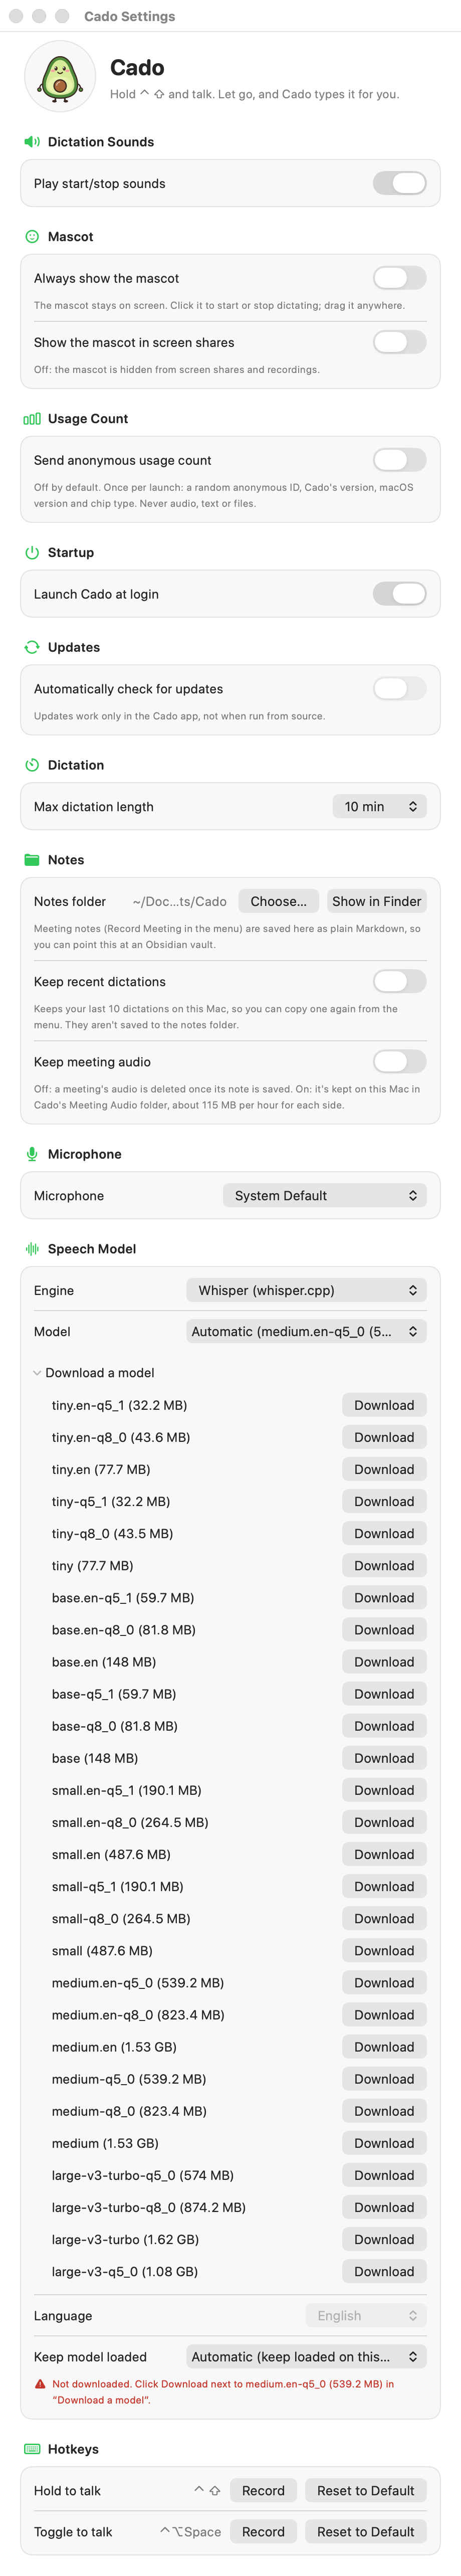 Cado Settings
Cado
Hold ⌃ ⇧ and talk. Let go, and Cado types it for you.
Dictation Sounds
Play start/stop sounds
Mascot
Always show the mascot
The mascot stays on screen. Click it to start or stop dictating; drag it anywhere.
Show the mascot in screen shares
Off: the mascot is hidden from screen shares and recordings.
Usage Count
Send anonymous usage count
Off by default. Once per launch: a random anonymous ID, Cado's version, macOS
version and chip type. Never audio, text or files.
Startup
Launch Cado at login
Updates
Automatically check for updates
Updates work only in the Cado app, not when run from source.
Dictation
Max dictation length 10 min
Notes
Notes folder ~/Doc...ts/Cado Choose... Show in Finder
Meeting notes (Record Meeting in the menu) are saved here as plain Markdown, so
you can point this at an Obsidian vault.
Keep recent dictations
Keeps your last 10 dictations on this Mac, so you can copy one again from the
menu. They aren't saved to the notes folder.
Keep meeting audio
Off: a meeting's audio is deleted once its note is saved. On: it's kept on this Mac in
Cado's Meeting Audio folder, about 115 MB per hour for each side.
Microphone
Microphone System Default
Speech Model
Engine Whisper (whisper.cpp)
Model Automatic (medium.en-q5_0 (5...
Download a model
tiny.en-q5_1 (32.2 MB) Download
tiny.en-q8_0 (43.6 MB) Download
tiny.en (77.7 MB) Download
tiny-q5_1 (32.2 MB) Download
tiny-q8_0 (43.5 MB) Download
tiny (77.7 MB) Download
base.en-q5_1 (59.7 MB) Download
base.en-q8_0 (81.8 MB) Download
base.en (148 MB) Download
base-q5_1 (59.7 MB) Download
base-q8_0 (81.8 MB) Download
base (148 MB) Download
small.en-q5_1 (190.1 MB) Download
small.en-q8_0 (264.5 MB) Download
small.en (487.6 MB) Download
small-q5_1 (190.1 MB) Download
small-q8_0 (264.5 MB) Download
small (487.6 MB) Download
medium.en-q5_0 (539.2 MB) Download
medium.en-q8_0 (823.4 MB) Download
medium.en (1.53 GB) Download
medium-q5_0 (539.2 MB) Download
medium-q8_0 (823.4 MB) Download
medium (1.53 GB) Download
large-v3-turbo-q5_0 (574 MB) Download
large-v3-turbo-q8_0 (874.2 MB) Download
large-v3-turbo (1.62 GB) Download
large-v3-q5_0 (1.08 GB) Download
Language English
Keep model loaded Automatic (keep loaded on this...
Not downloaded. Click Download next to medium.en-q5_0 (539.2 MB) in
“Download a model”.
Hotkeys
Hold to talk ⌃ ⇧ Record Reset to Default
Toggle to talk ⌃⌥Space Record Reset to Default